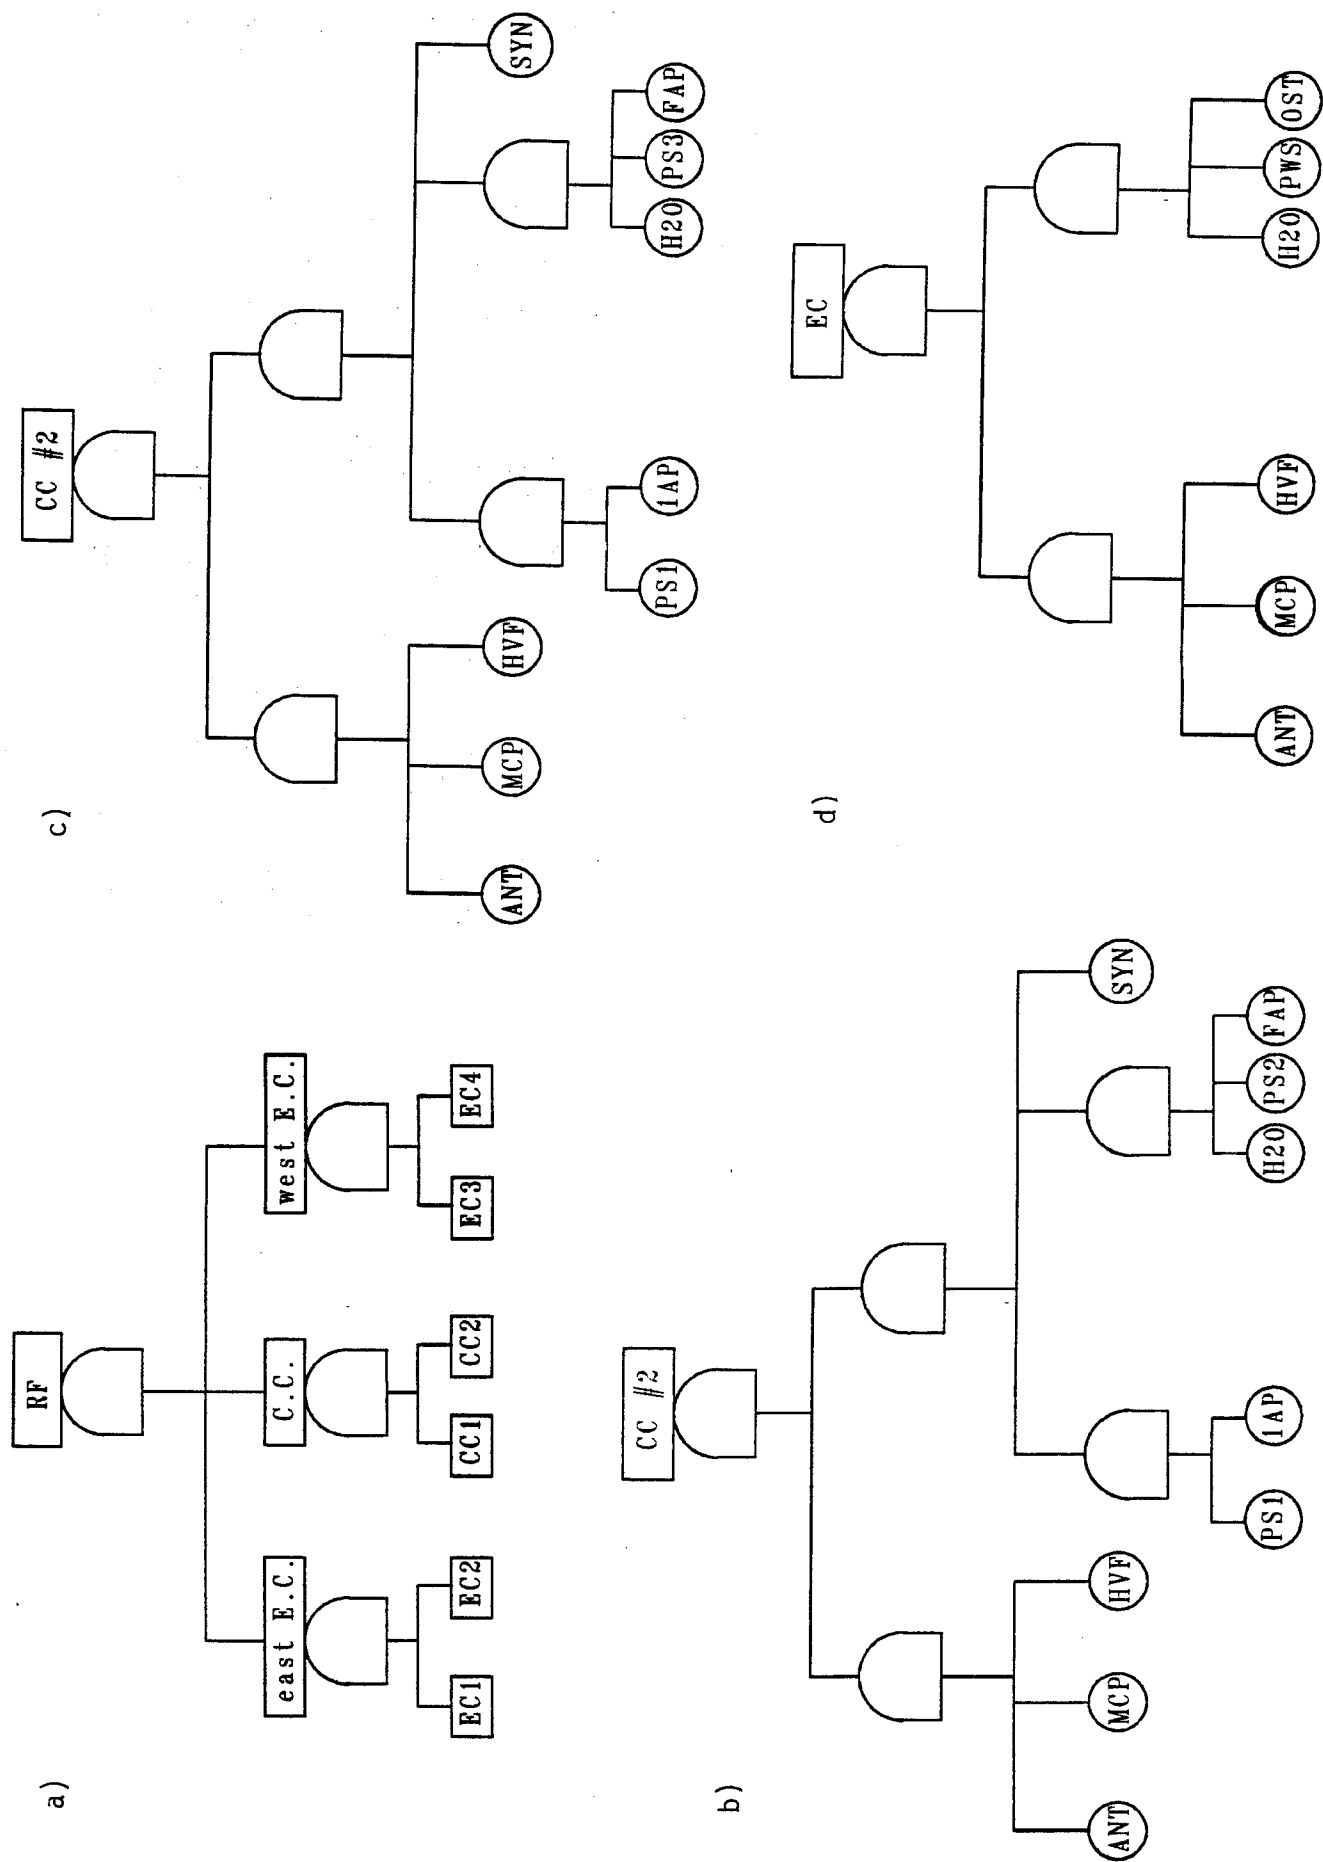 a)
RF
east E.C.
C.C.
west E.C.
EC1
EC2
CC1
CC2
EC3
EC4
b)
CC #2
ANT
MCP
HVF
SYN
PS1
1AP
H20
PS2
FAP
c)
CC #2
ANT
MCP
HVF
SYN
PS1
1AP
H20
PS3
FAP
d)
EC
ANT
MCP
HVF
H20
PWS
OST